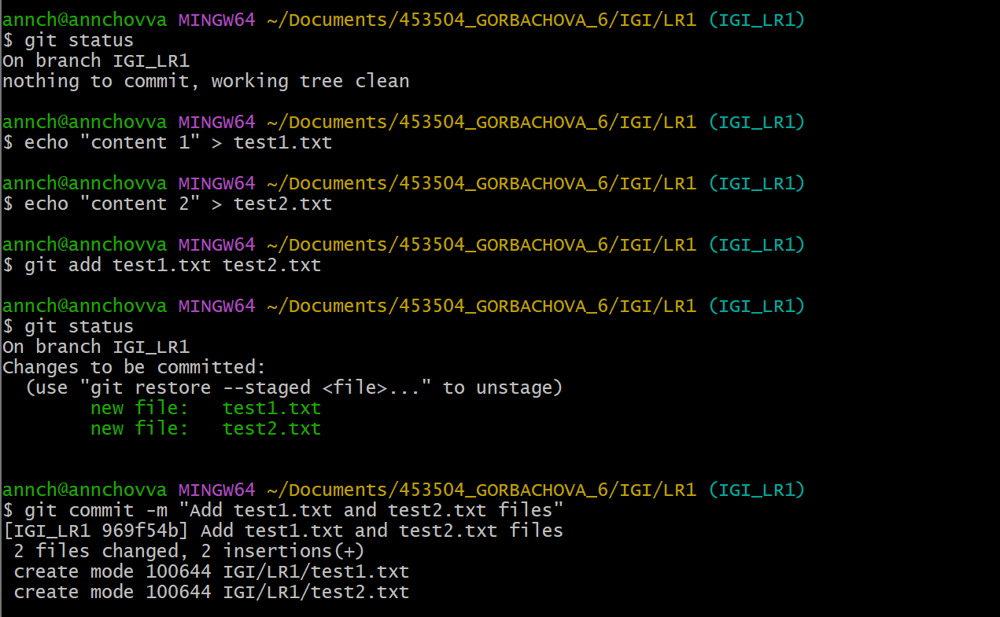 annch@annchovva MINGW64 ~/Documents/453504_GORBACHOVA_6/IGI/LR1 (IGI_LR1)
$ git status
On branch IGI_LR1
nothing to commit, working tree clean

annch@annchovva MINGW64 ~/Documents/453504_GORBACHOVA_6/IGI/LR1 (IGI_LR1)
$ echo "content 1" > test1.txt

annch@annchovva MINGW64 ~/Documents/453504_GORBACHOVA_6/IGI/LR1 (IGI_LR1)
$ echo "content 2" > test2.txt

annch@annchovva MINGW64 ~/Documents/453504_GORBACHOVA_6/IGI/LR1 (IGI_LR1)
$ git add test1.txt test2.txt

annch@annchovva MINGW64 ~/Documents/453504_GORBACHOVA_6/IGI/LR1 (IGI_LR1)
$ git status
On branch IGI_LR1
Changes to be committed:
  (use "git restore --staged <file>..." to unstage)
        new file:   test1.txt
        new file:   test2.txt


annch@annchovva MINGW64 ~/Documents/453504_GORBACHOVA_6/IGI/LR1 (IGI_LR1)
$ git commit -m "Add test1.txt and test2.txt files"
[IGI_LR1 969f54b] Add test1.txt and test2.txt files
 2 files changed, 2 insertions(+)
 create mode 100644 IGI/LR1/test1.txt
 create mode 100644 IGI/LR1/test2.txt